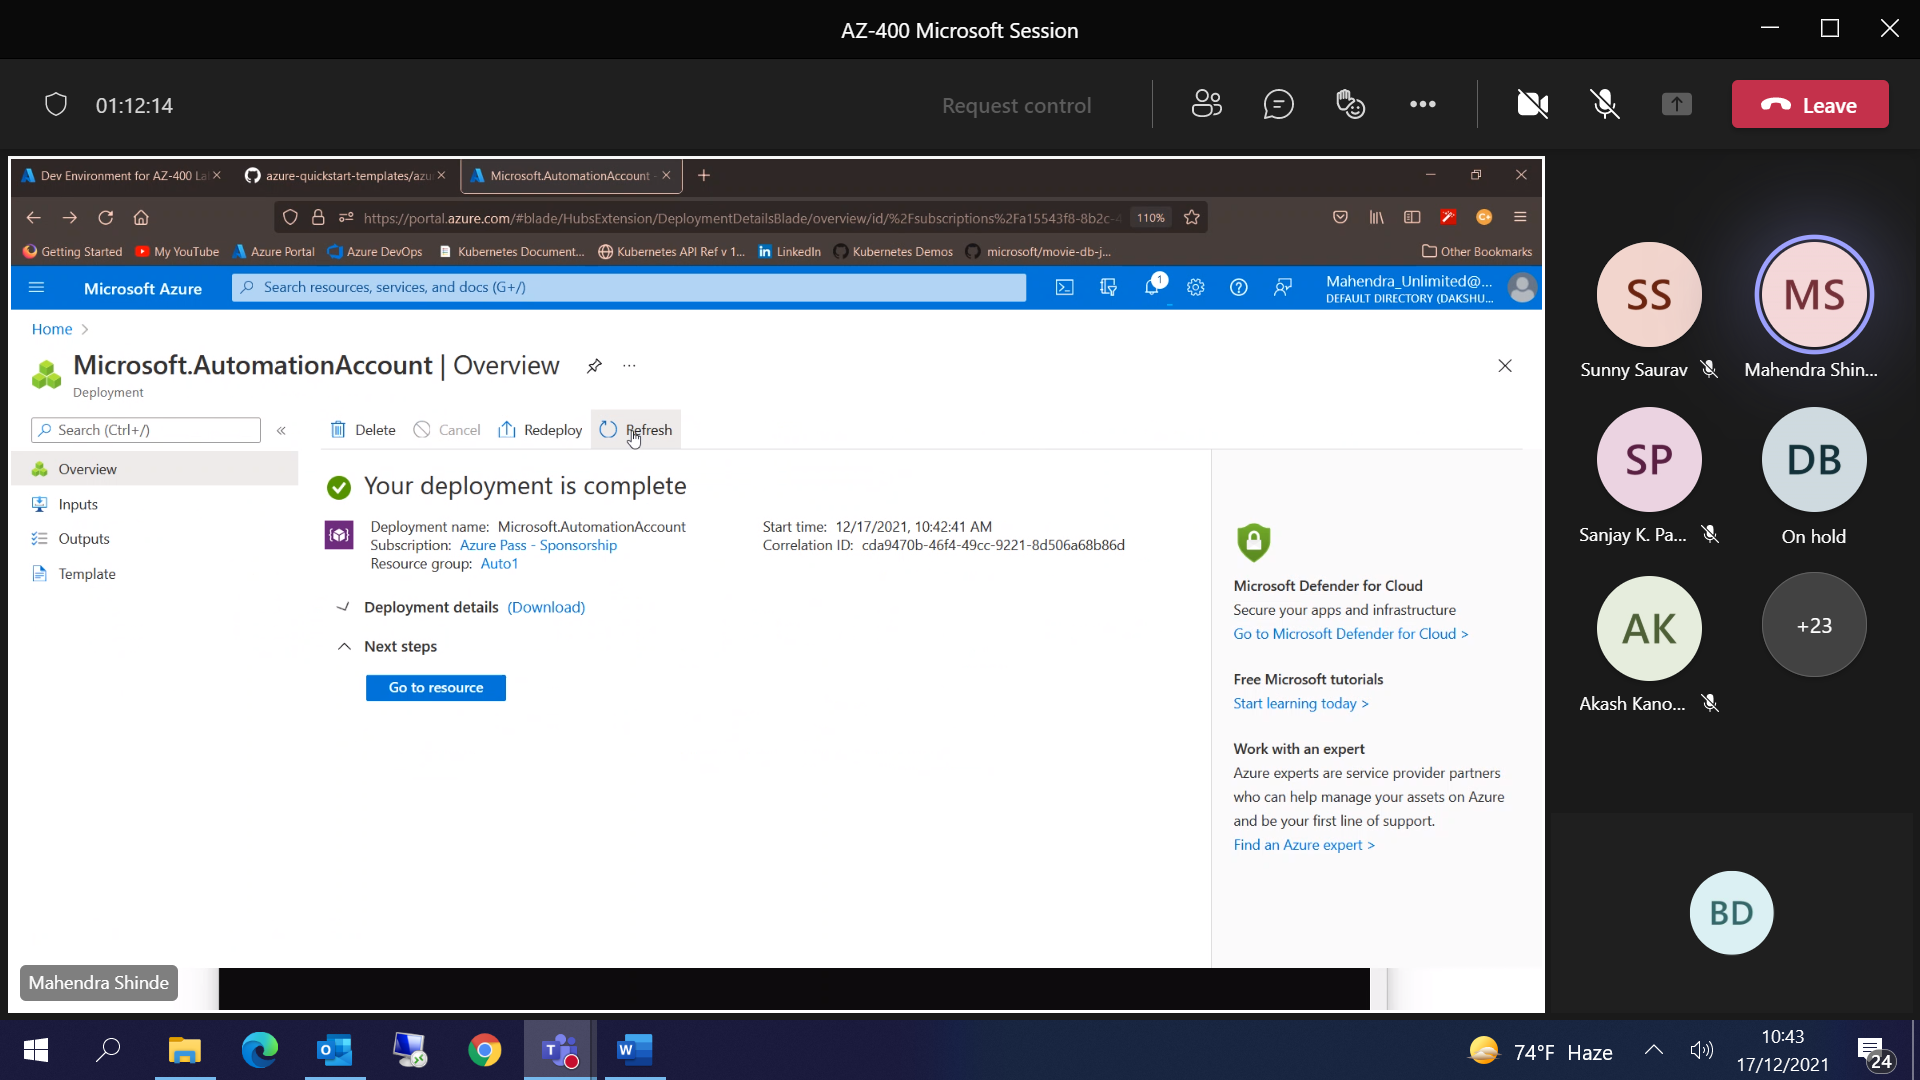 AZ-400 Microsoft Session
01:12:14
Request control
Leave
Dev Environment for AZ-400 La
azure-quickstart-templates/azu
Microsoft.AutomationAccount -
https://portal.azure.com/#blade/HubsExtension/DeploymentDetailsBlade/overview/id/%2Fsubscriptions%2Fa15543f8-8b2c-4
110%
Getting Started
My YouTube
Azure Portal
Azure DevOps
Kubernetes Document...
Kubernetes API Ref v 1...
LinkedIn
Kubernetes Demos
microsoft/movie-db-j...
Other Bookmarks
Microsoft Azure
Search resources, services, and docs (G+/)
1
Mahendra_Unlimited@...
DEFAULT DIRECTORY (DAKSHU...
Home
Microsoft.AutomationAccount | Overview
Deployment
Search (Ctrl+/)
Delete
Cancel
Redeploy
Refresh
Overview
Inputs
Outputs
Template
Your deployment is complete
Deployment name: Microsoft.AutomationAccount
Subscription: Azure Pass - Sponsorship
Resource group: Auto1
Start time: 12/17/2021, 10:42:41 AM
Correlation ID: cda9470b-46f4-49cc-9221-8d506a68b86d
Deployment details (Download)
Next steps
Go to resource
Microsoft Defender for Cloud
Secure your apps and infrastructure
Go to Microsoft Defender for Cloud >
Free Microsoft tutorials
Start learning today >
Work with an expert
Azure experts are service provider partners
who can help manage your assets on Azure
and be your first line of support.
Find an Azure expert >
Mahendra Shinde
SS
Sunny Saurav
MS
Mahendra Shin...
SP
Sanjay K. Pa...
DB
On hold
AK
Akash Kano...
+23
BD
74°F Haze
10:43
17/12/2021
24